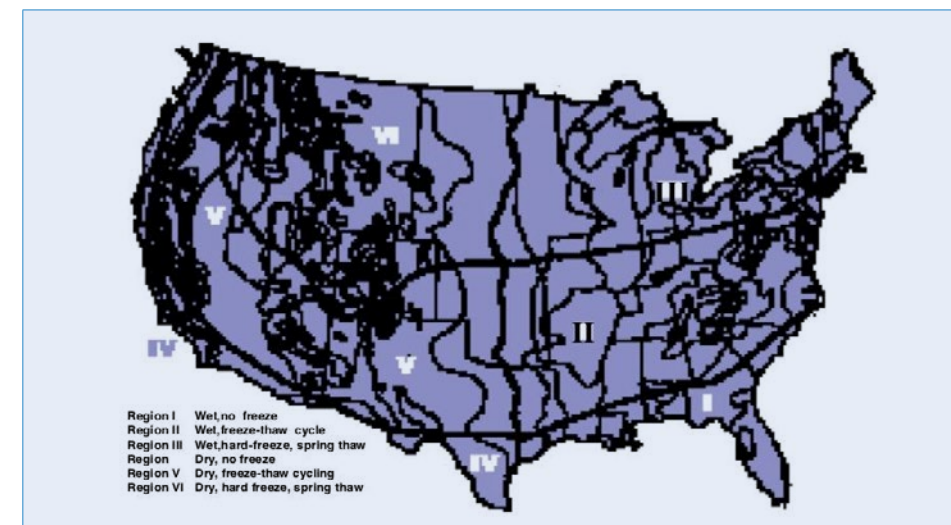 VI
III
V
II
IV
V
I
IV
Region I Wet,no freeze
Region II Wet,freeze-thaw cycle
Region III Wet,hard-freeze, spring thaw
Region Dry, no freeze
Region V Dry, freeze-thaw cycling
Region VI Dry, hard freeze, spring thaw